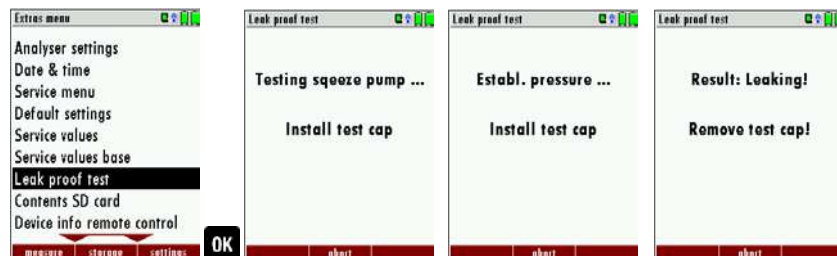 Extras menu
Analyser settings
Date & time
Service menu
Default settings
Service values
Service values base
Leak proof test
Contents SD card
Device info remote control
measure storage settings
OK
Leak proof test
Testing sqeeze pump ...
Install test cap
abort
Leak proof test
Establ. pressure ...
Install test cap
abort
Leak proof test
Result: Leaking!
Remove test cap!
abort